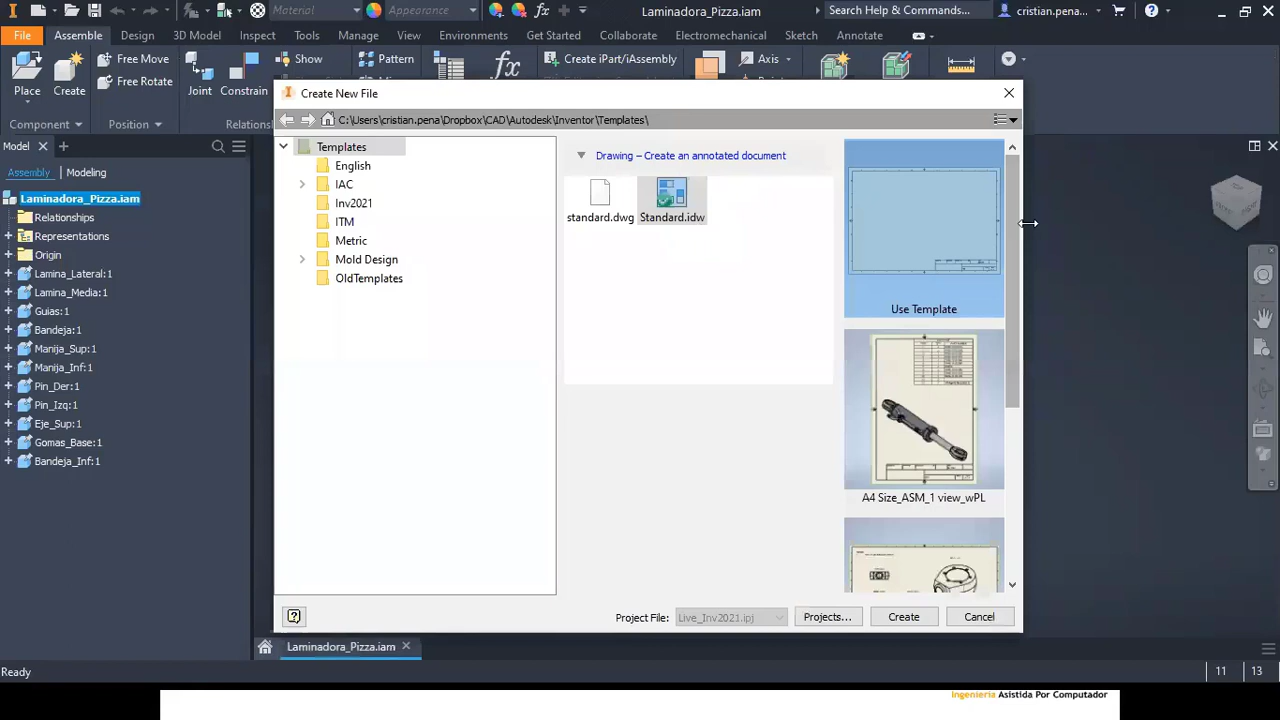 Material
Appearance
Laminadora_Pizza.iam
Search Help & Commands...
cristian.pena...
File
Assemble
Design
3D Model
Inspect
Tools
Manage
View
Environments
Get Started
Collaborate
Electromechanical
Sketch
Annotate
Place
Create
Free Move
Free Rotate
Joint
Constrain
Show
Pattern
Create iPart/iAssembly
Axis
Component
Position
Model
Assembly
Modeling
Laminadora_Pizza.iam
Relationships
Representations
Origin
Lamina_Lateral:1
Lamina_Media:1
Guias:1
Bandeja:1
Manija_Sup:1
Manija_Inf:1
Pin_Der:1
Pin_Izq:1
Eje_Sup:1
Gomas_Base:1
Bandeja_Inf:1
Create New File
C:\Users\cristian.pena\Dropbox\CAD\Autodesk\Inventor\Templates\
Templates
English
IAC
Inv2021
ITM
Metric
Mold Design
OldTemplates
Drawing – Create an annotated document
standard.dwg
Standard.idw
Use Template
A4 Size_ASM_1 view_wPL
Project File:
Live_Inv2021.ipj
Projects...
Create
Cancel
Laminadora_Pizza.iam
Ready
11
13
Ingeniería Asistida Por Computador